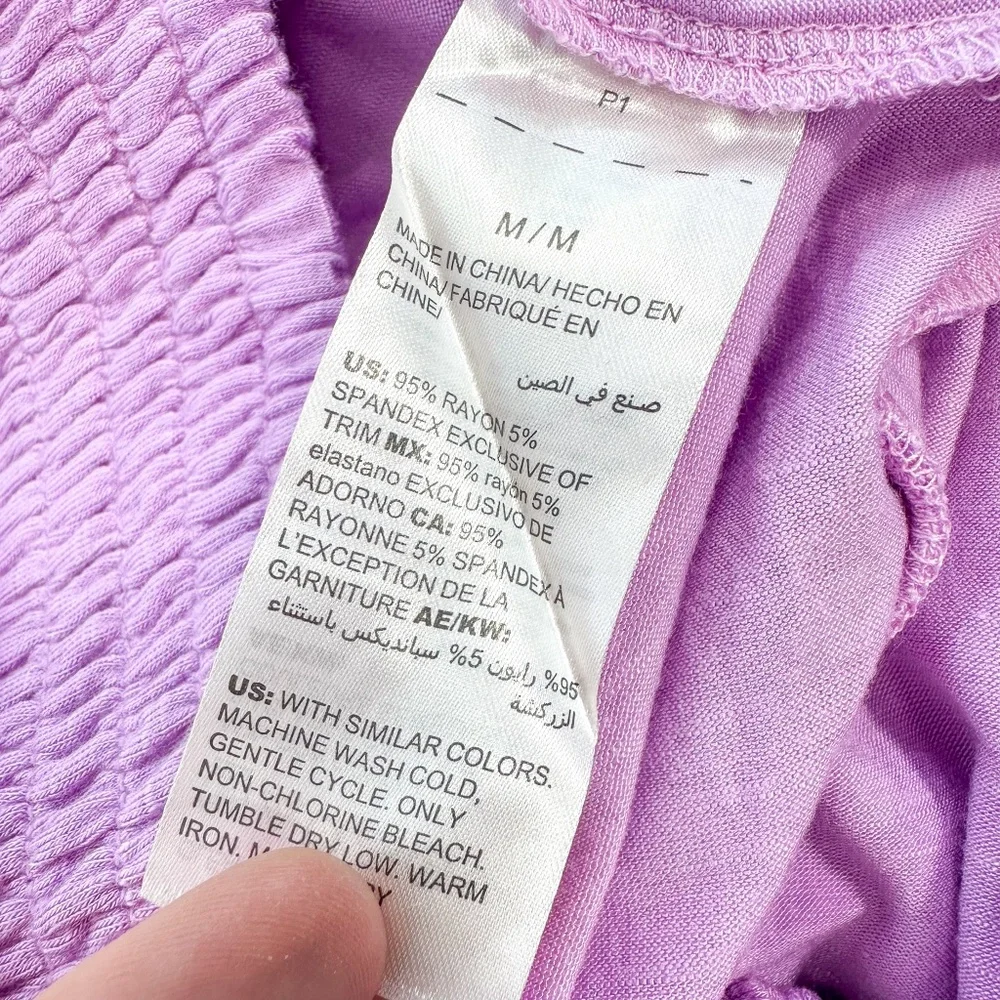 P1
M/M
MADE IN CHINA/ HECHO EN
CHINA/ FABRIQUÉ EN
CHINE/
صنع في الصين
US: 95% RAYON 5%
SPANDEX EXCLUSIVE OF
TRIM MX: 95% rayón 5%
elastano EXCLUSIVO DE
ADORNO CA: 95%
RAYONNE 5% SPANDEX À
L'EXCEPTION DE LA
GARNITURE AE/KW:
95% رايون 5% سبانديكس باستثناء
الزركشة
US: WITH SIMILAR COLORS.
MACHINE WASH COLD,
GENTLE CYCLE. ONLY
NON-CHLORINE BLEACH.
TUMBLE DRY LOW. WARM
IRON.